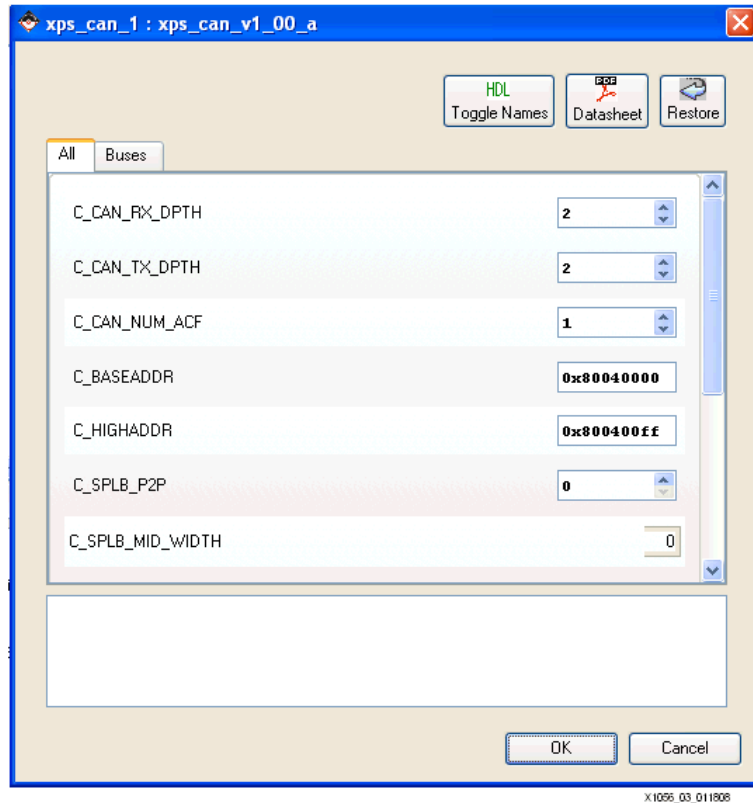 xps_can_1 : xps_can_v1_00_a
HDL
Toggle Names
PDF
Datasheet
Restore
All
Buses
C_CAN_RX_DPTH
2
C_CAN_TX_DPTH
2
C_CAN_NUM_ACF
1
C_BASEADDR
0x80040000
C_HIGHADDR
0x800400ff
C_SPLB_P2P
0
C_SPLB_MID_WIDTH
0
OK
Cancel
X1056_03_011808